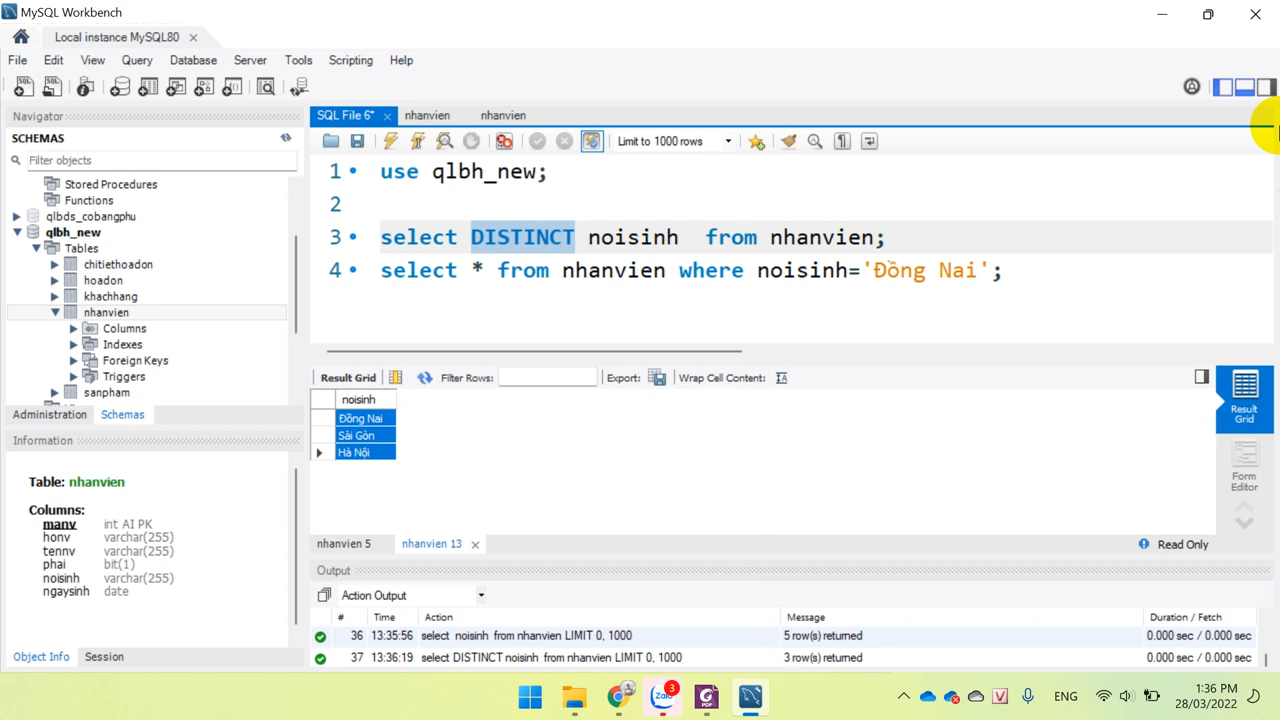 MySQL Workbench
Local instance MySQL80
File Edit View Query Database Server Tools Scripting Help
Navigator
SCHEMAS
Filter objects
Stored Procedures
Functions
qlbds_cobangphu
qlbh_new
Tables
chitiethoadon
hoadon
khachhang
nhanvien
Columns
Indexes
Foreign Keys
Triggers
sanpham
Administration Schemas
Information
Table: nhanvien
Columns:
manv int AI PK
honv varchar(255)
tennv varchar(255)
phai bit(1)
noisinh varchar(255)
ngaysinh date
Object Info Session
SQL File 6* nhanvien nhanvien
Limit to 1000 rows
1 use qlbh_new;
2
3 select DISTINCT noisinh from nhanvien;
4 select * from nhanvien where noisinh='Đồng Nai';
Result Grid Filter Rows: Export: Wrap Cell Content:
noisinh
Đồng Nai
Sài Gòn
Hà Nội
Result
Grid
Form
Editor
nhanvien 5 nhanvien 13 Read Only
Output
Action Output
# Time Action Message Duration / Fetch
36 13:35:56 select noisinh from nhanvien LIMIT 0, 1000 5 row(s) returned 0.000 sec / 0.000 sec
37 13:36:19 select DISTINCT noisinh from nhanvien LIMIT 0, 1000 3 row(s) returned 0.000 sec / 0.000 sec
Zalo 3 PDF V ENG 1:36 PM
28/03/2022